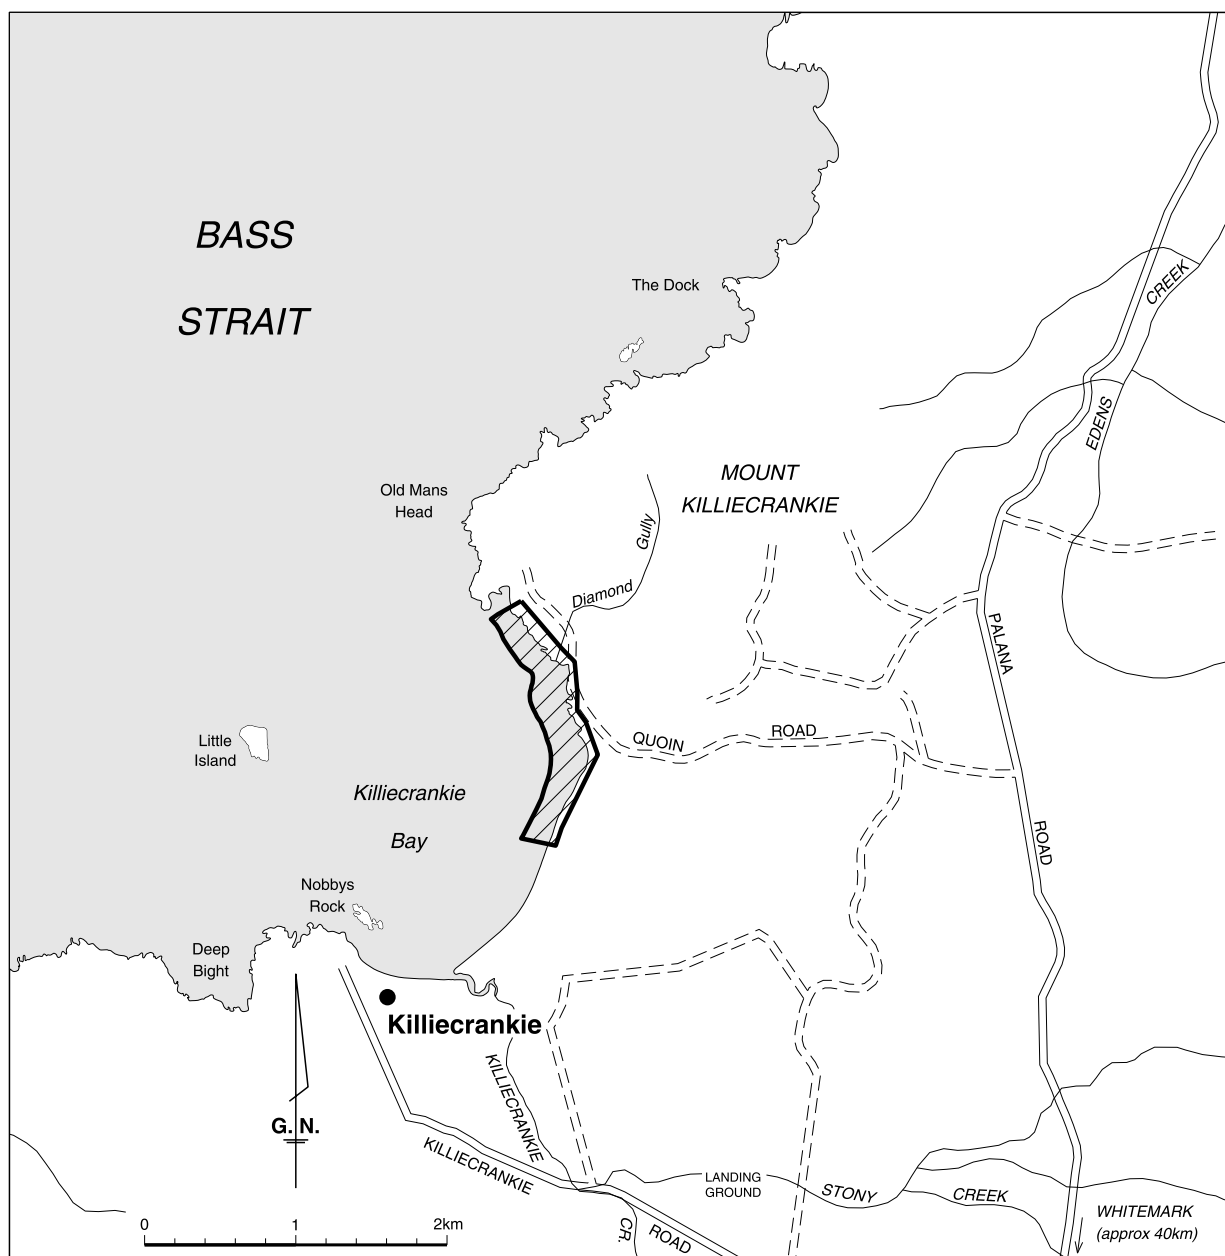 BASS
STRAIT
The Dock
CREEK
EDENS
MOUNT
KILLIECRANKIE
Old Mans
Head
Gully
Diamond
PALANA
QUOIN
ROAD
Little
Island
Killiecrankie
Bay
ROAD
Nobbys
Rock
Deep
Bight
Killiecrankie
KILLIECRANKIE
G. N.
KILLIECRANKIE
LANDING
GROUND
STONY
CREEK
WHITEMARK
(approx 40km)
CR.
ROAD
0 1 2km